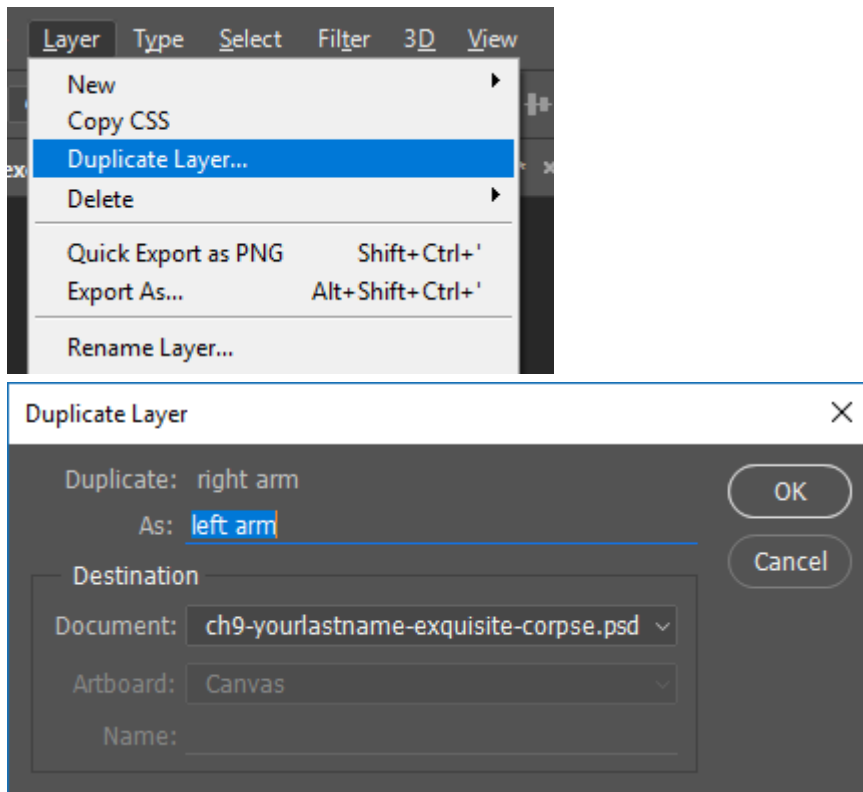 Layer Type Select Filter 3D View
New
Copy CSS
Duplicate Layer...
Delete
Quick Export as PNG Shift+Ctrl+'
Export As... Alt+Shift+Ctrl+'
Rename Layer...
Duplicate Layer
Duplicate: right arm
OK
As: left arm
Cancel
Destination
Document: ch9-yourlastname-exquisite-corpse.psd
Artboard: Canvas
Name: